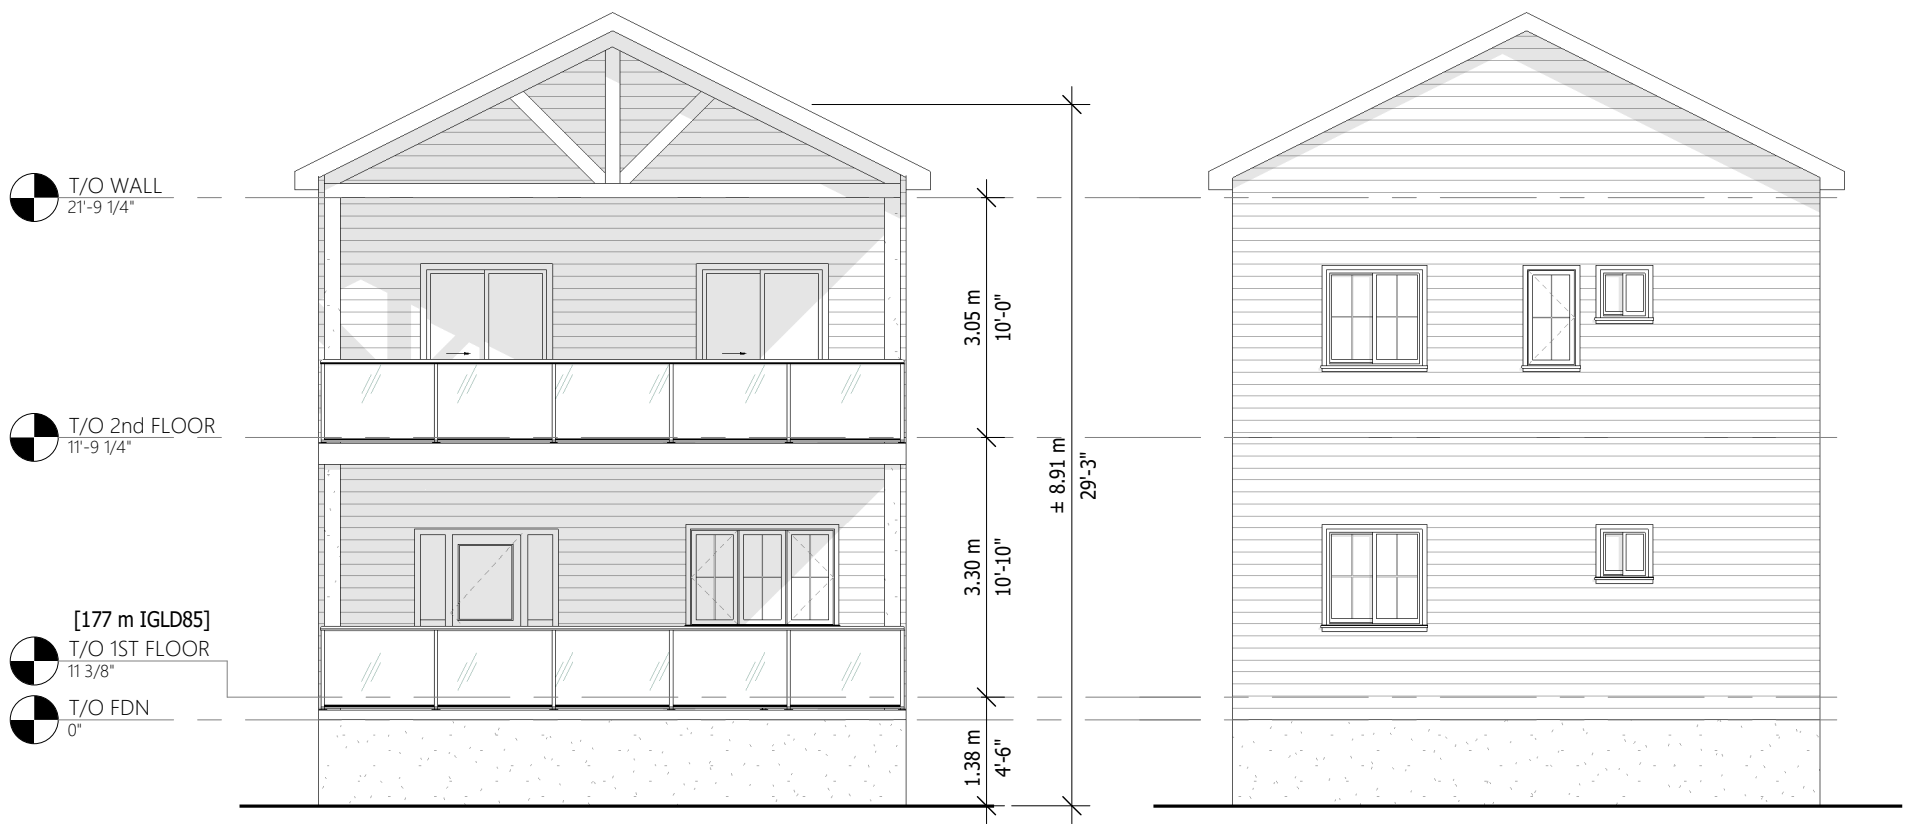 T/O WALL
21'-9 1/4"
T/O 2nd FLOOR
11'-9 1/4"
[177 m IGLD85]
T/O 1ST FLOOR
11 3/8"
T/O FDN
0"
3.05 m
10'-0"
3.30 m
10'-10"
1.38 m
4'-6"
± 8.91 m
29'-3"